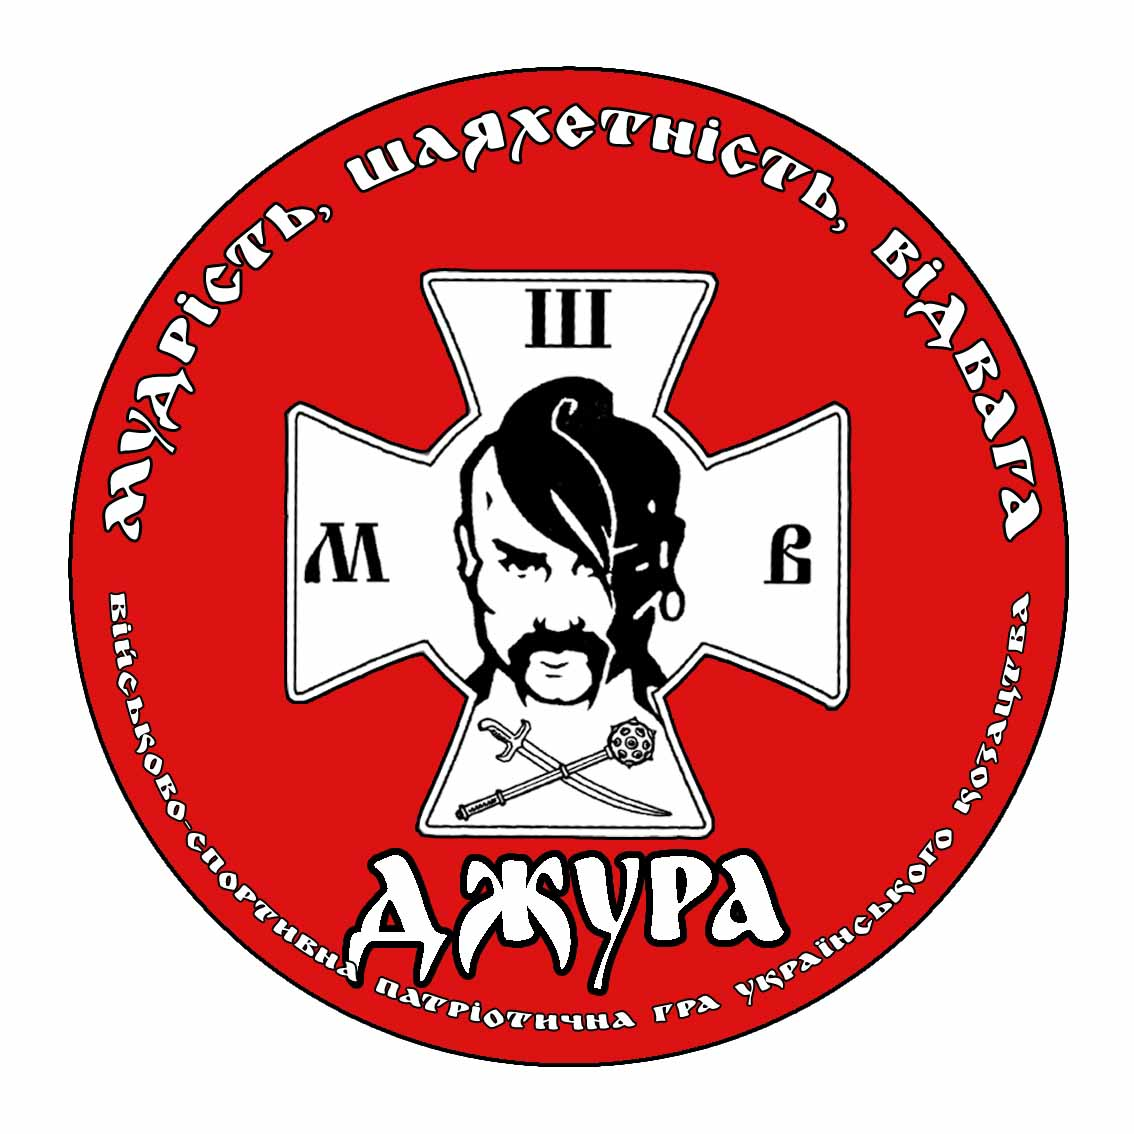 мудрість, шляхетність, відвага
Ш
М
В
ДЖУРА
військово-спортивна патріотична гра українського козацтва